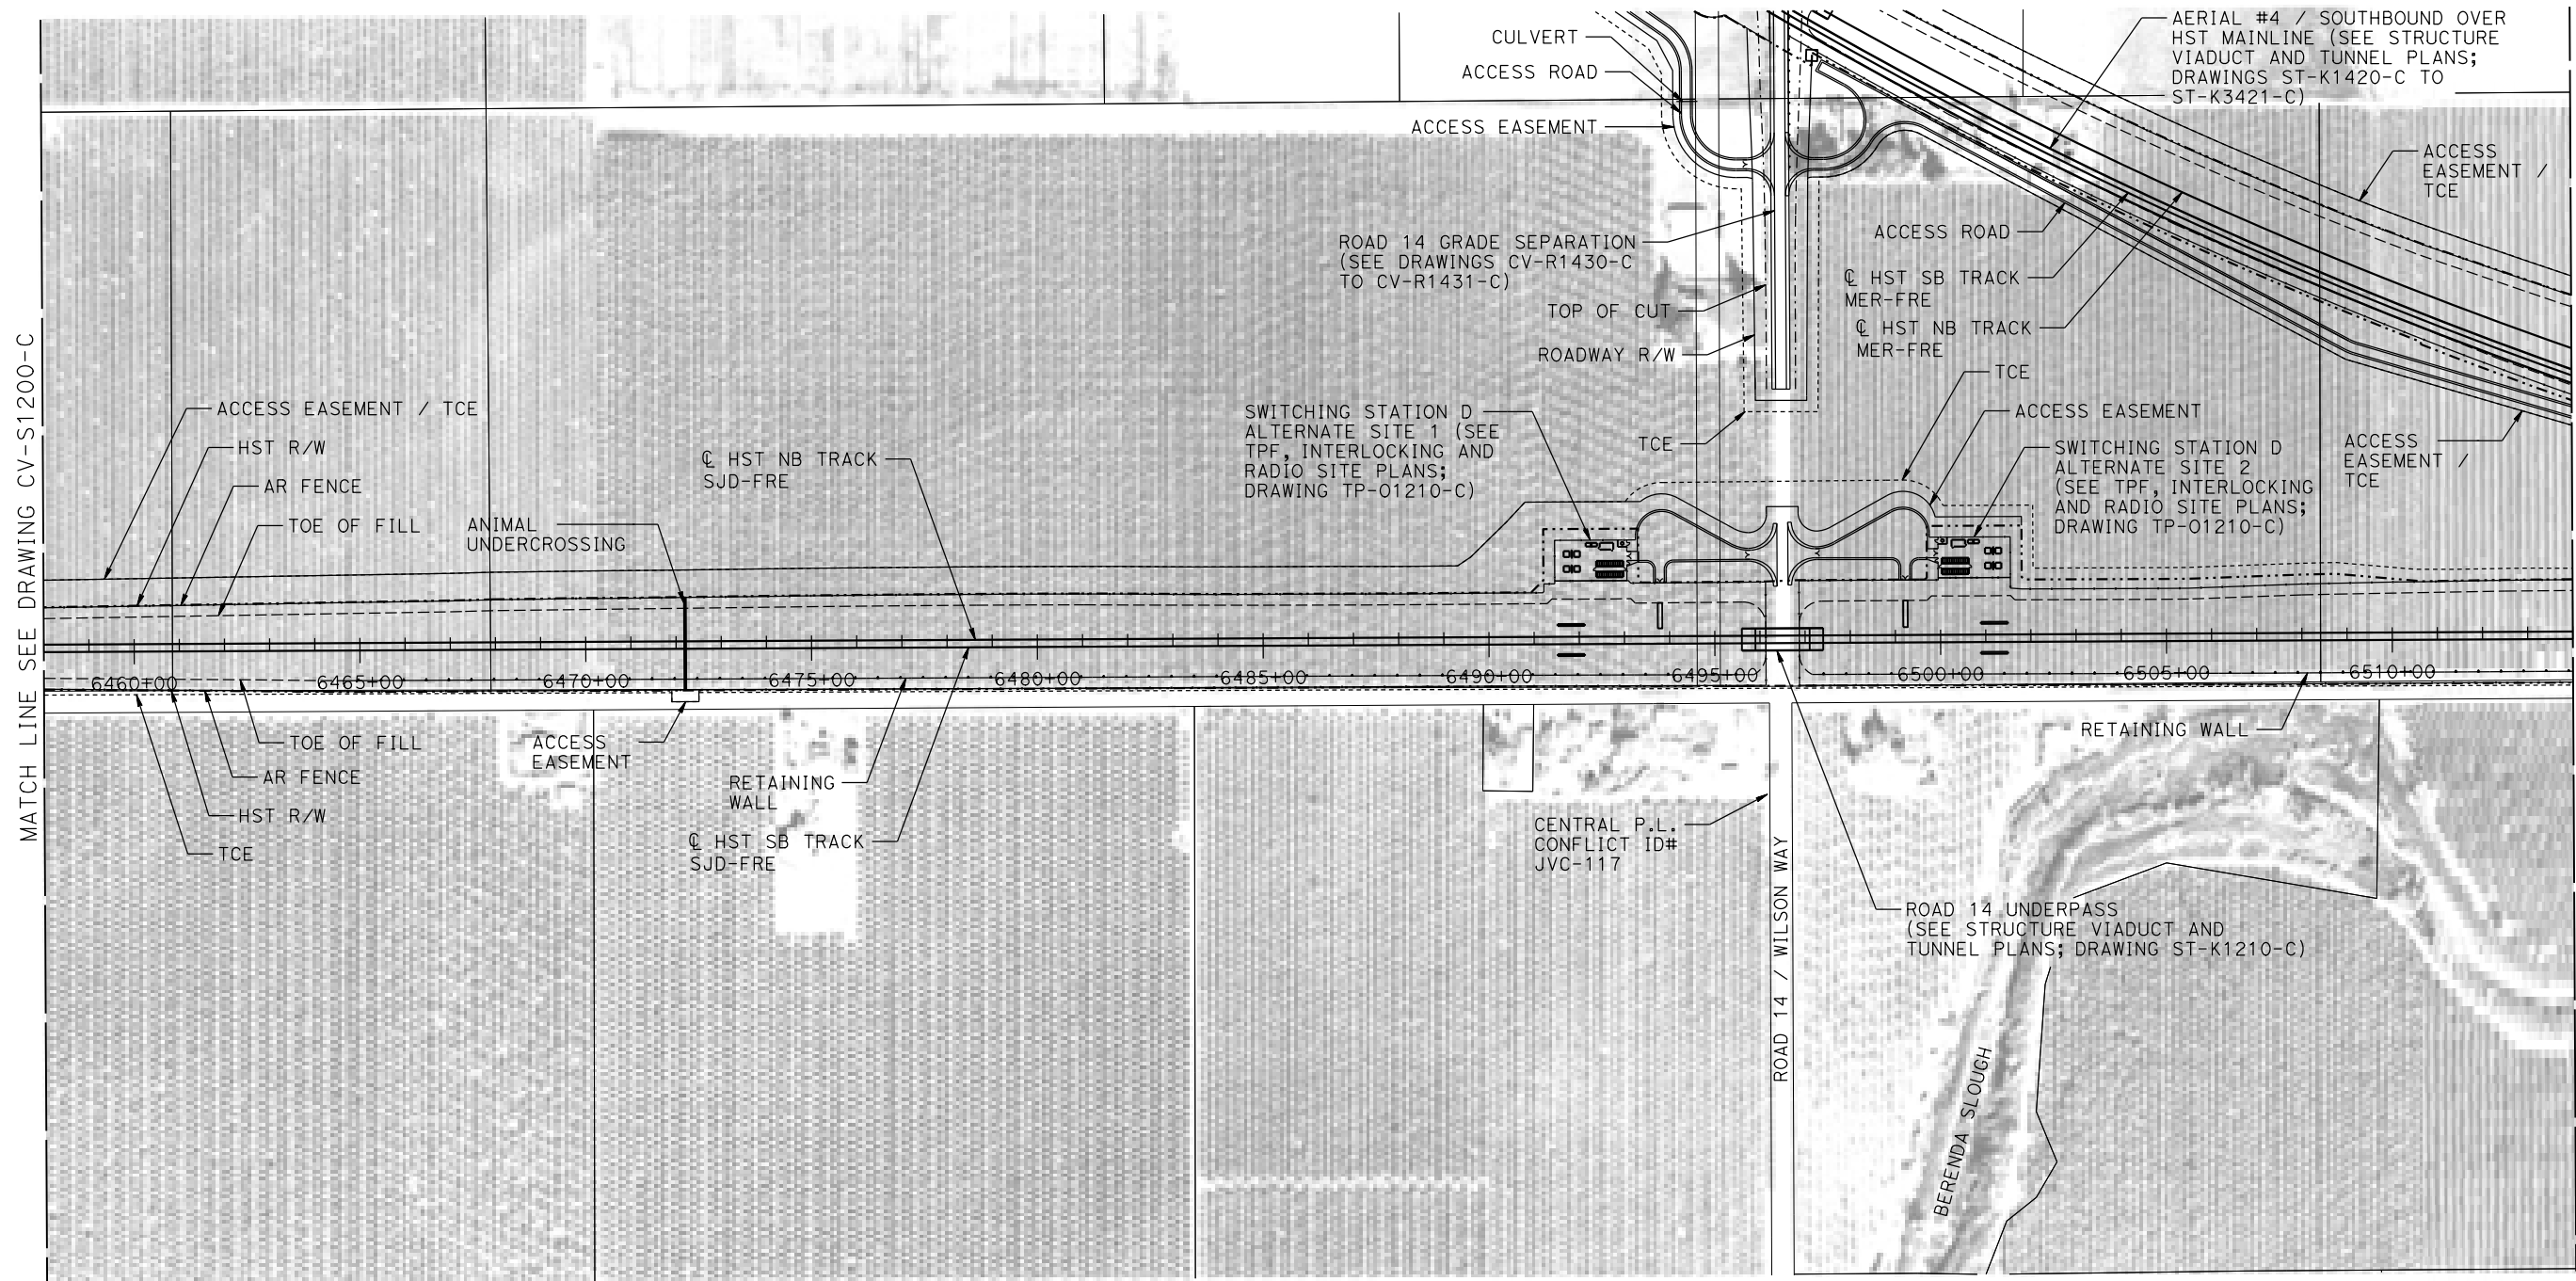 AERIAL #4 / SOUTHBOUND OVER
HST MAINLINE (SEE STRUCTURE
VIADUCT AND TUNNEL PLANS;
DRAWINGS ST-K1420-C TO
ST-K3421-C)
CULVERT
ACCESS ROAD
ACCESS EASEMENT
ACCESS
EASEMENT /
TCE
ROAD 14 GRADE SEPARATION
(SEE DRAWINGS CV-R1430-C
TO CV-R1431-C)
TOP OF CUT
ROADWAY R/W
ACCESS ROAD
℄ HST SB TRACK
MER-FRE
℄ HST NB TRACK
MER-FRE
TCE
ACCESS EASEMENT
SWITCHING STATION D
ALTERNATE SITE 1 (SEE
TPF, INTERLOCKING AND
RADIO SITE PLANS;
DRAWING TP-O1210-C)
TCE
SWITCHING STATION D
ALTERNATE SITE 2
(SEE TPF, INTERLOCKING
AND RADIO SITE PLANS;
DRAWING TP-O1210-C)
ACCESS
EASEMENT /
TCE
MATCH LINE SEE DRAWING CV-S1200-C
ACCESS EASEMENT / TCE
HST R/W
AR FENCE
TOE OF FILL
ANIMAL
UNDERCROSSING
℄ HST NB TRACK
SJD-FRE
6460+00
6465+00
6470+00
6475+00
6480+00
6485+00
6490+00
6495+00
6500+00
6505+00
6510+00
TOE OF FILL
AR FENCE
HST R/W
TCE
ACCESS
EASEMENT
RETAINING
WALL
℄ HST SB TRACK
SJD-FRE
CENTRAL P.L.
CONFLICT ID#
JVC-117
RETAINING WALL
ROAD 14 / WILSON WAY
ROAD 14 UNDERPASS
(SEE STRUCTURE VIADUCT AND
TUNNEL PLANS; DRAWING ST-K1210-C)
BERENDA SLOUGH